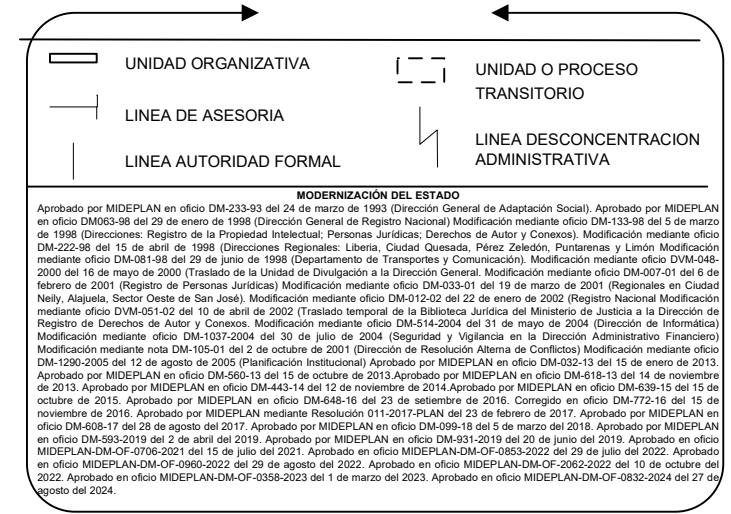 UNIDAD ORGANIZATIVA
UNIDAD O PROCESO
TRANSITORIO
LINEA DE ASESORIA
LINEA DESCONCENTRACION
ADMINISTRATIVA
LINEA AUTORIDAD FORMAL
MODERNIZACIÓN DEL ESTADO
Aprobado por MIDEPLAN en oficio DM-233-93 del 24 de marzo de 1993 (Dirección General de Adaptación Social). Aprobado por MIDEPLAN
en oficio DM063-98 del 29 de enero de 1998 (Dirección General de Registro Nacional) Modificación mediante oficio DM-133-98 del 5 de marzo
de 1998 (Direcciones: Registro de la Propiedad Intelectual; Personas Jurídicas; Derechos de Autor y Conexos). Modificación mediante oficio
DM-222-98 del 15 de abril de 1998 (Direcciones Regionales: Liberia, Ciudad Quesada, Pérez Zeledón, Puntarenas y Limón Modificación
mediante oficio DM-081-98 del 29 de junio de 1998 (Departamento de Transportes y Comunicación). Modificación mediante oficio DVM-048-
2000 del 16 de mayo de 2000 (Traslado de la Unidad de Divulgación a la Dirección General. Modificación mediante oficio DM-007-01 del 6 de
febrero de 2001 (Registro de Personas Jurídicas) Modificación mediante oficio DM-033-01 del 19 de marzo de 2001 (Regionales en Ciudad
Neily, Alajuela, Sector Oeste de San José). Modificación mediante oficio DM-012-02 del 22 de enero de 2002 (Registro Nacional Modificación
mediante oficio DVM-051-02 del 10 de abril de 2002 (Traslado temporal de la Biblioteca Jurídica del Ministerio de Justicia a la Dirección de
Registro de Derechos de Autor y Conexos. Modificación mediante oficio DM-514-2004 del 31 de mayo de 2004 (Dirección de Informática)
Modificación mediante oficio DM-1037-2004 del 30 de julio de 2004 (Seguridad y Vigilancia en la Dirección Administrativo Financiero)
Modificación mediante nota DM-105-01 del 2 de octubre de 2001 (Dirección de Resolución Alterna de Conflictos) Modificación mediante oficio
DM-1290-2005 del 12 de agosto de 2005 (Planificación Institucional) Aprobado por MIDEPLAN en oficio DM-032-13 del 15 de enero de 2013.
Aprobado por MIDEPLAN en oficio DM-560-13 del 15 de octubre de 2013.Aprobado por MIDEPLAN en oficio DM-618-13 del 14 de noviembre
de 2013. Aprobado por MIDEPLAN en oficio DM-443-14 del 12 de noviembre de 2014.Aprobado por MIDEPLAN en oficio DM-639-15 del 15 de
octubre de 2015. Aprobado por MIDEPLAN en oficio DM-648-16 del 23 de setiembre de 2016. Corregido en oficio DM-772-16 del 15 de
noviembre de 2016. Aprobado por MIDEPLAN mediante Resolución 011-2017-PLAN del 23 de febrero de 2017. Aprobado por MIDEPLAN en
oficio DM-608-17 del 28 de agosto del 2017. Aprobado por MIDEPLAN en oficio DM-099-18 del 5 de marzo del 2018. Aprobado por MIDEPLAN
en oficio DM-593-2019 del 2 de abril del 2019. Aprobado por MIDEPLAN en oficio DM-931-2019 del 20 de junio del 2019. Aprobado en oficio
MIDEPLAN-DM-OF-0706-2021 del 15 de julio del 2021. Aprobado en oficio MIDEPLAN-DM-OF-0853-2022 del 29 de julio del 2022. Aprobado
en oficio MIDEPLAN-DM-OF-0960-2022 del 29 de agosto del 2022. Aprobado en oficio MIDEPLAN-DM-OF-2062-2022 del 10 de octubre del
2022. Aprobado en oficio MIDEPLAN-DM-OF-0358-2023 del 1 de marzo del 2023. Aprobado en oficio MIDEPLAN-DM-OF-0832-2024 del 27 de
agosto del 2024.